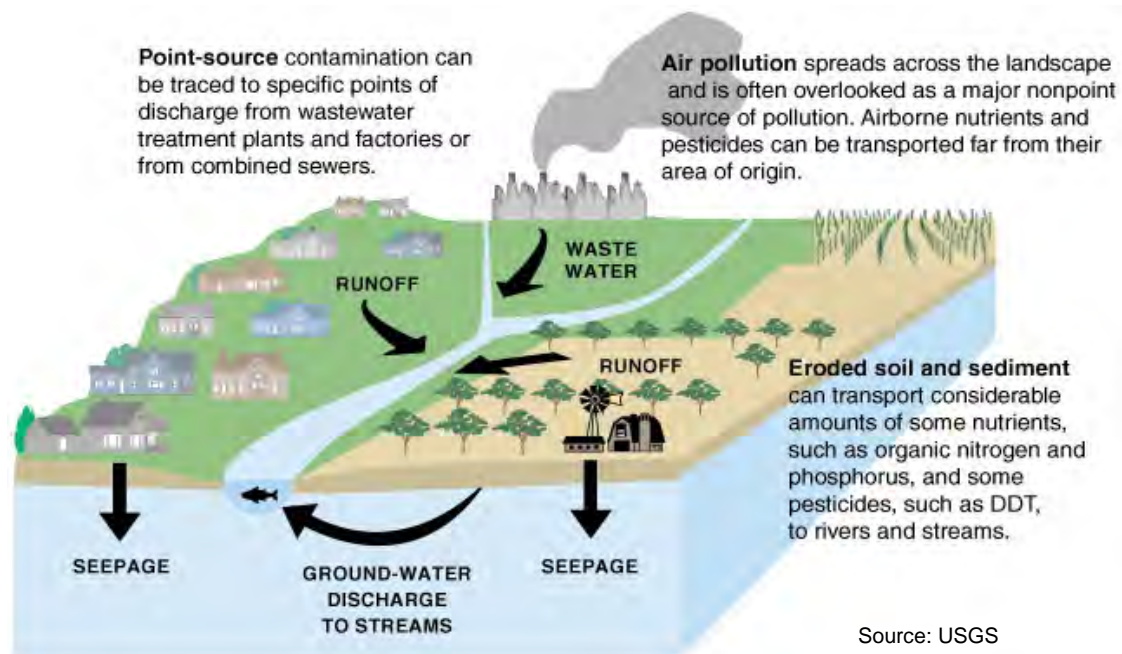 Point-source contamination can
be traced to specific points of
discharge from wastewater
treatment plants and factories or
from combined sewers.
Air pollution spreads across the landscape
and is often overlooked as a major nonpoint
source of pollution. Airborne nutrients and
pesticides can be transported far from their
area of origin.
WASTE
WATER
RUNOFF
RUNOFF
Eroded soil and sediment
can transport considerable
amounts of some nutrients,
such as organic nitrogen and
phosphorus, and some
pesticides, such as DDT,
to rivers and streams.
SEEPAGE
GROUND-WATER
DISCHARGE
TO STREAMS
SEEPAGE
Source: USGS